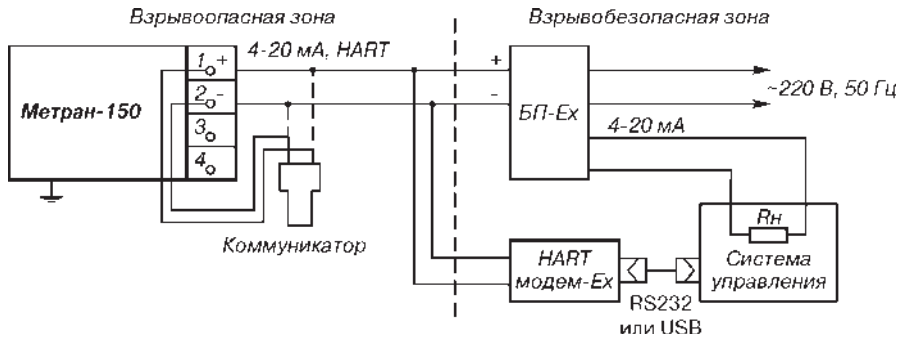 Взрывоопасная зона
Взрывобезопасная зона
Метран-150
1 +
2 -
3
4
4-20 мА, HART
+
-
БП-Ex
~220 В, 50 Гц
4-20 мА
Коммуникатор
HART
модем-Ex
RS232
или USB
Rн
Система
управления